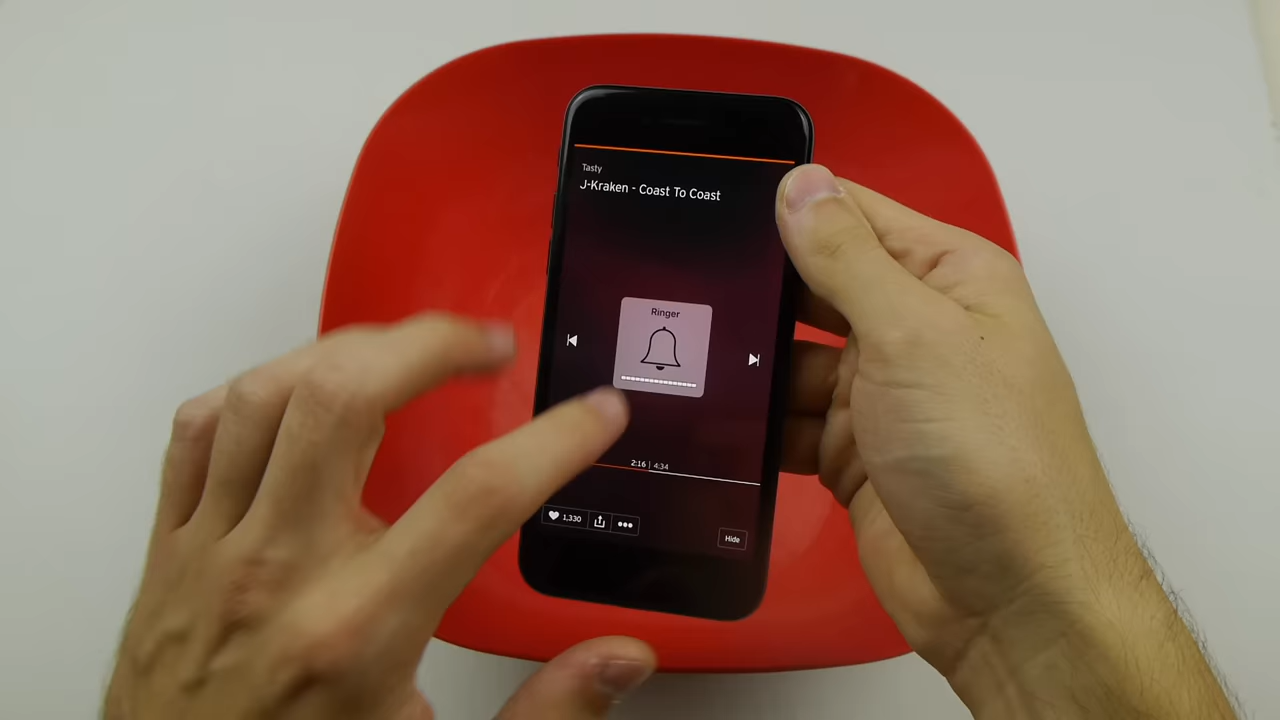 Tasty
J-Kraken - Coast To Coast
Ringer
2:16 | 4:34
1,330
Hide